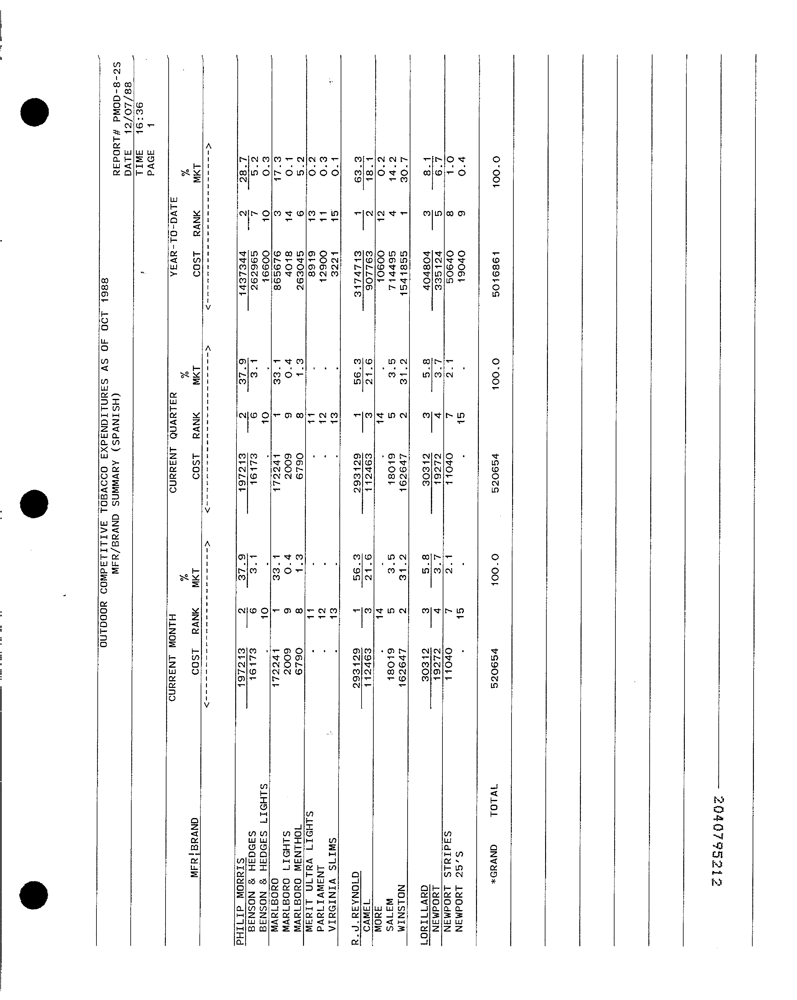 OUTDOOR COMPETITIVE TOBACCO EXPENDITURES AS OF OCT 1988
MFR/BRAND SUMMARY (SPANISH)
REPORT# PMOD-8-2S
DATE 12/07/88
TIME 16:36
PAGE 1
CURRENT MONTH CURRENT QUARTER YEAR-TO-DATE
% % %
MFR|BRAND COST RANK MKT COST RANK MKT COST RANK MKT
<------------------------> <------------------------> <------------------------>
PHILIP MORRIS 197213 2 37.9 197213 2 37.9 1437344 2 28.7
BENSON & HEDGES 16173 6 3.1 16173 6 3.1 262965 7 5.2
BENSON & HEDGES LIGHTS . 10 . . 10 . 16600 10 0.3
MARLBORO 172241 1 33.1 172241 1 33.1 865676 3 17.3
MARLBORO LIGHTS 2009 9 0.4 2009 9 0.4 4018 14 0.1
MARLBORO MENTHOL 6790 8 1.3 6790 8 1.3 263045 6 5.2
MERIT ULTRA LIGHTS . 11 . . 11 . 8919 13 0.2
PARLIAMENT . 12 . . 12 . 12900 11 0.3
VIRGINIA SLIMS . 13 . . 13 . 3221 15 0.1
R.J.REYNOLD 293129 1 56.3 293129 1 56.3 3174713 1 63.3
CAMEL 112463 3 21.6 112463 3 21.6 907763 2 18.1
MORE . 14 . . 14 . 10600 12 0.2
SALEM 18019 5 3.5 18019 5 3.5 714495 4 14.2
WINSTON 162647 2 31.2 162647 2 31.2 1541855 1 30.7
LORILLARD 30312 3 5.8 30312 3 5.8 404804 3 8.1
NEWPORT 19272 4 3.7 19272 4 3.7 335124 5 6.7
NEWPORT STRIPES 11040 7 2.1 11040 7 2.1 50640 8 1.0
NEWPORT 25'S . 15 . . 15 . 19040 9 0.4
*GRAND TOTAL 520654 100.0 520654 100.0 5016861 100.0
2040795212